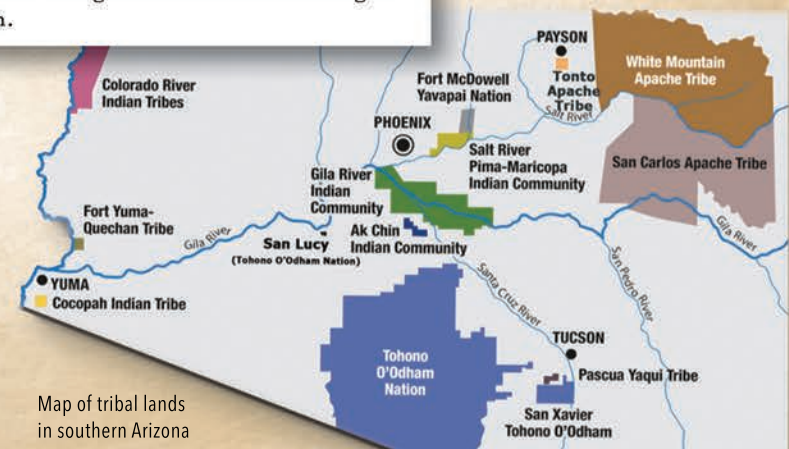 n.
PAYSON
White Mountain
Apache Tribe
Tonto
Apache
Tribe
Salt River
Colorado River
Indian Tribes
Fort McDowell
Yavapai Nation
PHOENIX
Salt River
Pima-Maricopa
Indian Community
San Carlos Apache Tribe
Gila River
Indian
Community
Fort Yuma-
Quechan Tribe
Gila River
San Lucy
(Tohono O'Odham Nation)
Ak Chin
Indian Community
Gila River
Santa Cruz River
San Pedro River
YUMA
Cocopah Indian Tribe
TUCSON
Tohono
O'Odham
Nation
Pascua Yaqui Tribe
San Xavier
Tohono O'Odham
Map of tribal lands
in southern Arizona